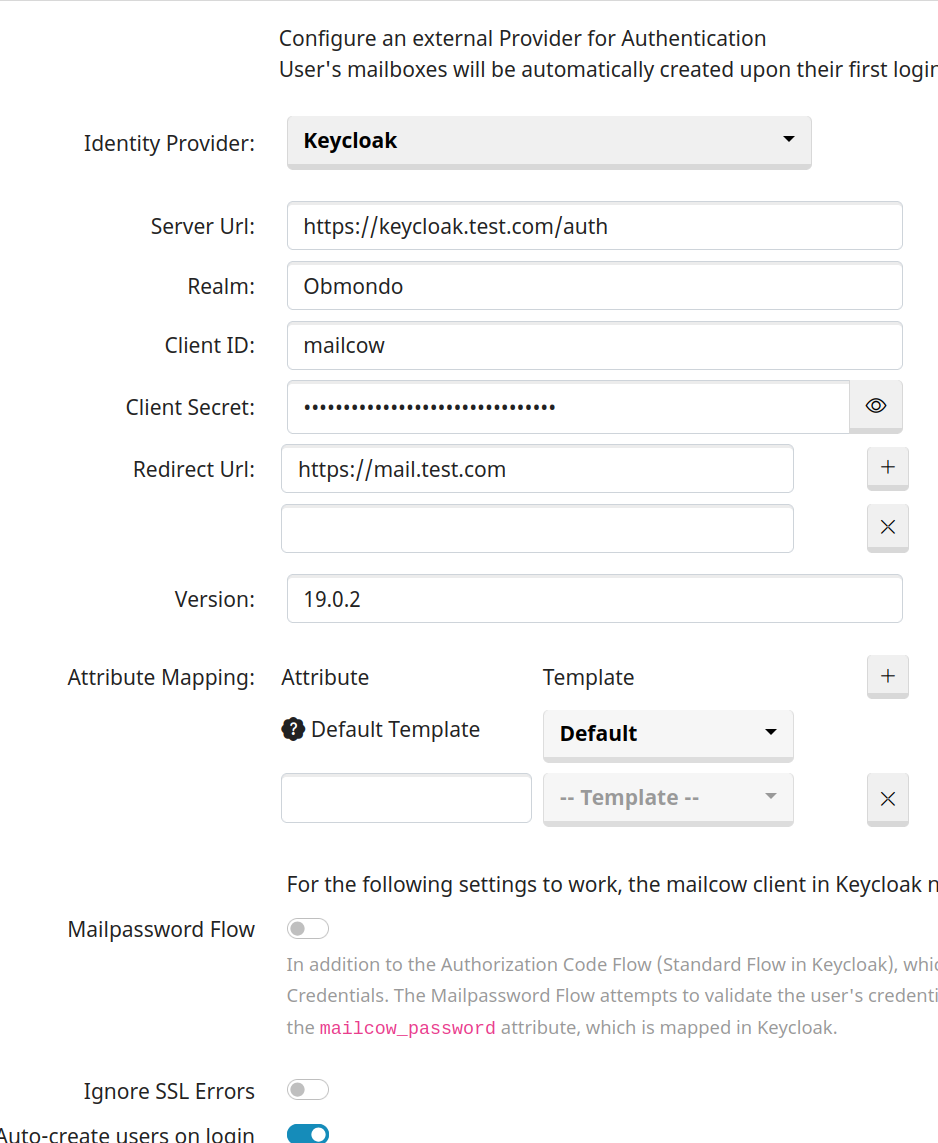 Configure an external Provider for Authentication
User's mailboxes will be automatically created upon their first login
Identity Provider:
Keycloak
Server Url:
https://keycloak.test.com/auth
Realm:
Obmondo
Client ID:
mailcow
Client Secret:
Redirect Url:
https://mail.test.com
Version:
19.0.2
Attribute Mapping:
Attribute
Template
Default Template
Default
-- Template --
For the following settings to work, the mailcow client in Keycloak
Mailpassword Flow
In addition to the Authorization Code Flow (Standard Flow in Keycloak),
Credentials. The Mailpassword Flow attempts to validate the user's
the mailcow_password attribute, which is mapped in Keycloak.
Ignore SSL Errors
Auto-create users on login